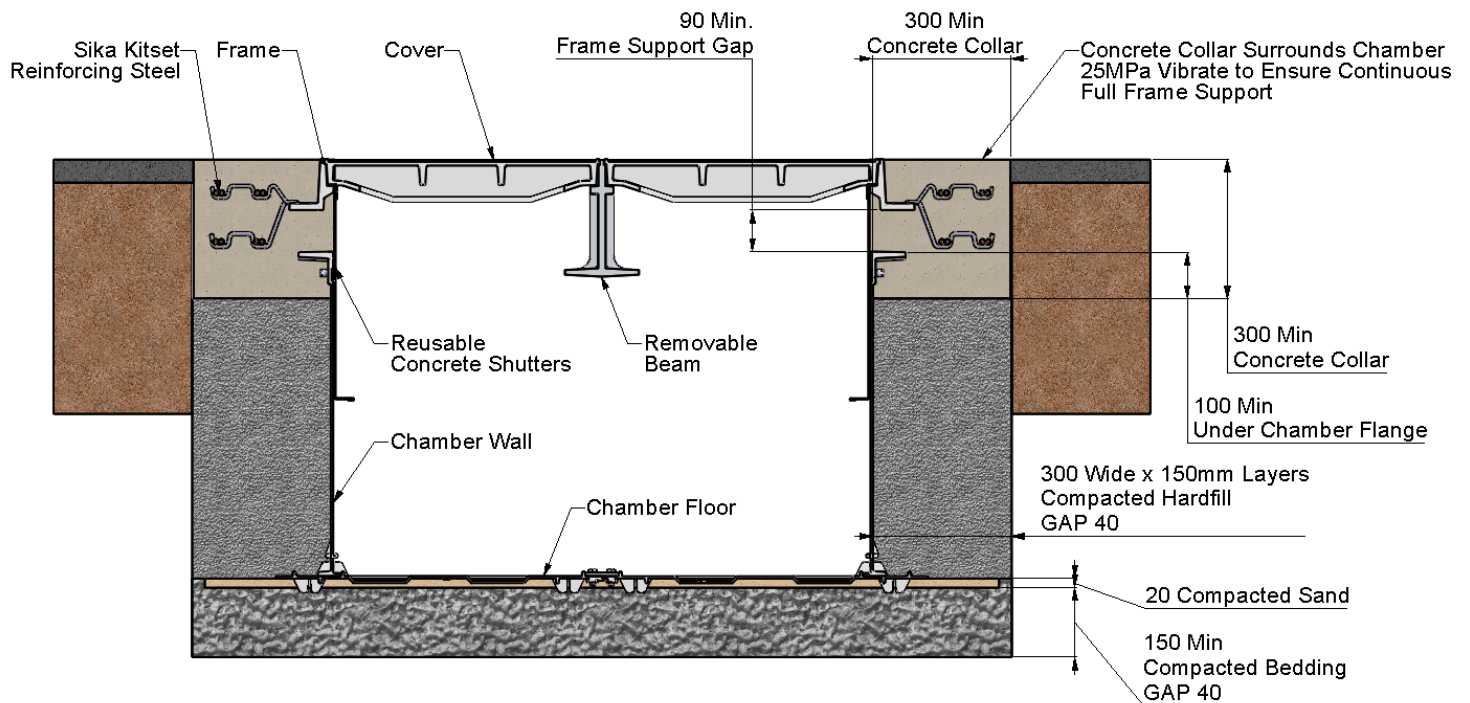 Sika Kitset
Reinforcing Steel
Frame
Cover
90 Min.
Frame Support Gap
300 Min
Concrete Collar
Concrete Collar Surrounds Chamber
25MPa Vibrate to Ensure Continuous
Full Frame Support
Reusable
Concrete Shutters
Removable
Beam
300 Min
Concrete Collar
100 Min
Under Chamber Flange
Chamber Wall
Chamber Floor
300 Wide x 150mm Layers
Compacted Hardfill
GAP 40
20 Compacted Sand
150 Min
Compacted Bedding
GAP 40